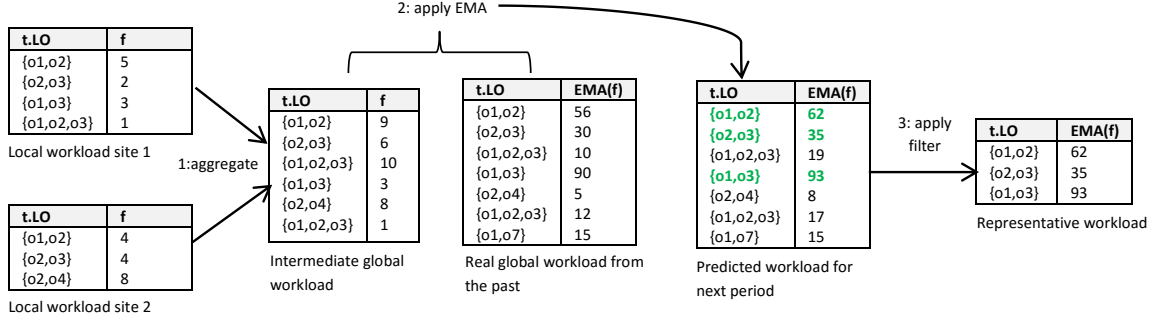 2: apply EMA
t.LO f
{o1,o2} 5
{o2,o3} 2
{o1,o3} 3
{o1,o2,o3} 1
Local workload site 1
1:aggregate
t.LO f
{o1,o2} 4
{o2,o3} 4
{o2,o4} 8
Local workload site 2
t.LO f
{o1,o2} 9
{o2,o3} 6
{o1,o2,o3} 10
{o1,o3} 3
{o2,o4} 8
{o1,o2,o3} 1
Intermediate global
workload
t.LO EMA(f)
{o1,o2} 56
{o2,o3} 30
{o1,o2,o3} 10
{o1,o3} 90
{o2,o4} 5
{o1,o2,o3} 12
{o1,o7} 15
Real global workload from
the past
t.LO EMA(f)
{o1,o2} 62
{o2,o3} 35
{o1,o2,o3} 19
{o1,o3} 93
{o2,o4} 8
{o1,o2,o3} 17
{o1,o7} 15
Predicted workload for
next period
3: apply
filter
t.LO EMA(f)
{o1,o2} 62
{o2,o3} 35
{o1,o3} 93
Representative workload